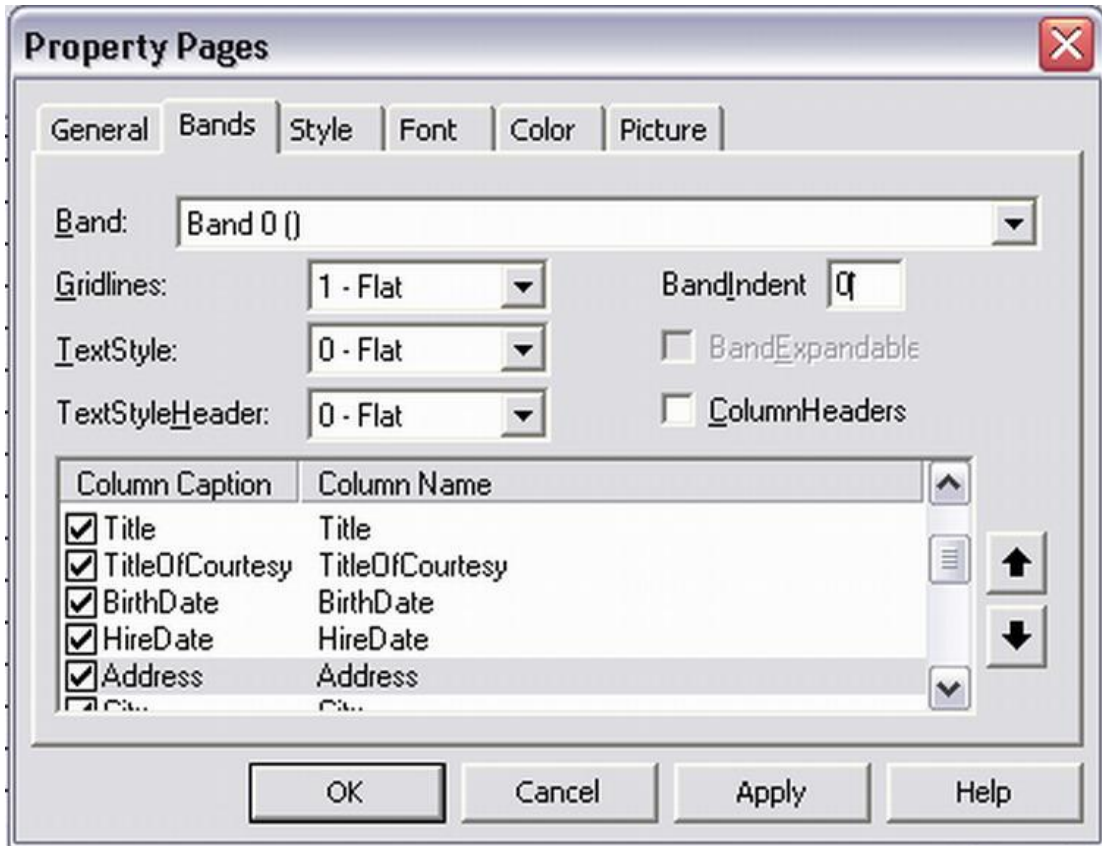 Property Pages
General Bands Style Font Color Picture
Band: Band 0 ()
Gridlines: 1 - Flat BandIndent 0
TextStyle: 0 - Flat BandExpandable
TextStyleHeader: 0 - Flat ColumnHeaders
Column Caption Column Name
Title Title
TitleOfCourtesy TitleOfCourtesy
BirthDate BirthDate
HireDate HireDate
Address Address
City City
OK Cancel Apply Help